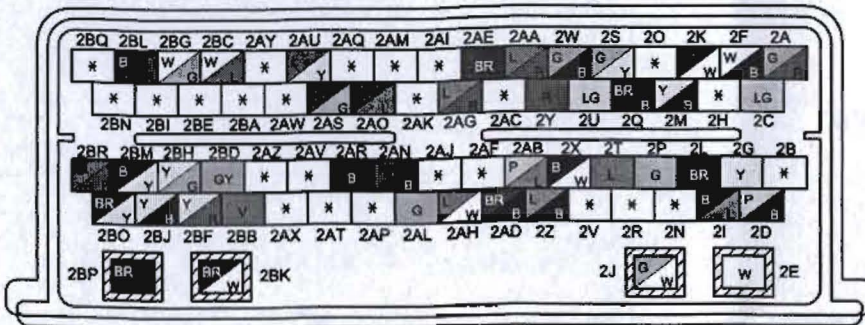 2BQ 2BL 2BG 2BC 2AY 2AU 2AQ 2AM 2AI 2AE 2AA 2W 2S 2O 2K 2F 2A
* B W G W L * Y * * * BR L G B G Y * W W B G
* * * * * G * L * LG BR B Y B * LG
2BN 2BI 2BE 2BA 2AW 2AS 2AO 2AK 2AG 2AC 2Y 2U 2Q 2M 2H 2C
2BR 2BM 2BH 2BD 2AZ 2AV 2AR 2AN 2AJ 2AF 2AB 2X 2T 2P 2L 2G 2B
B Y Y G GY * * B B * * P L B W L G BR Y *
BR Y Y B Y V * * * G L W BR B L B * * * B L P B
2BO 2BJ 2BF 2BB 2AX 2AT 2AP 2AL 2AH 2AD 2Z 2V 2R 2N 2I 2D
2BP BR BR W 2BK 2J G W W 2E